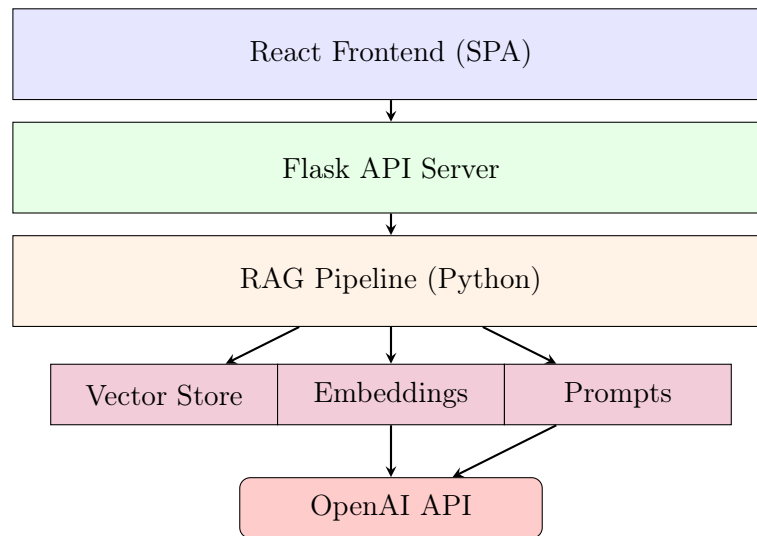 React Frontend (SPA)
Flask API Server
RAG Pipeline (Python)
Vector Store
Embeddings
Prompts
OpenAI API